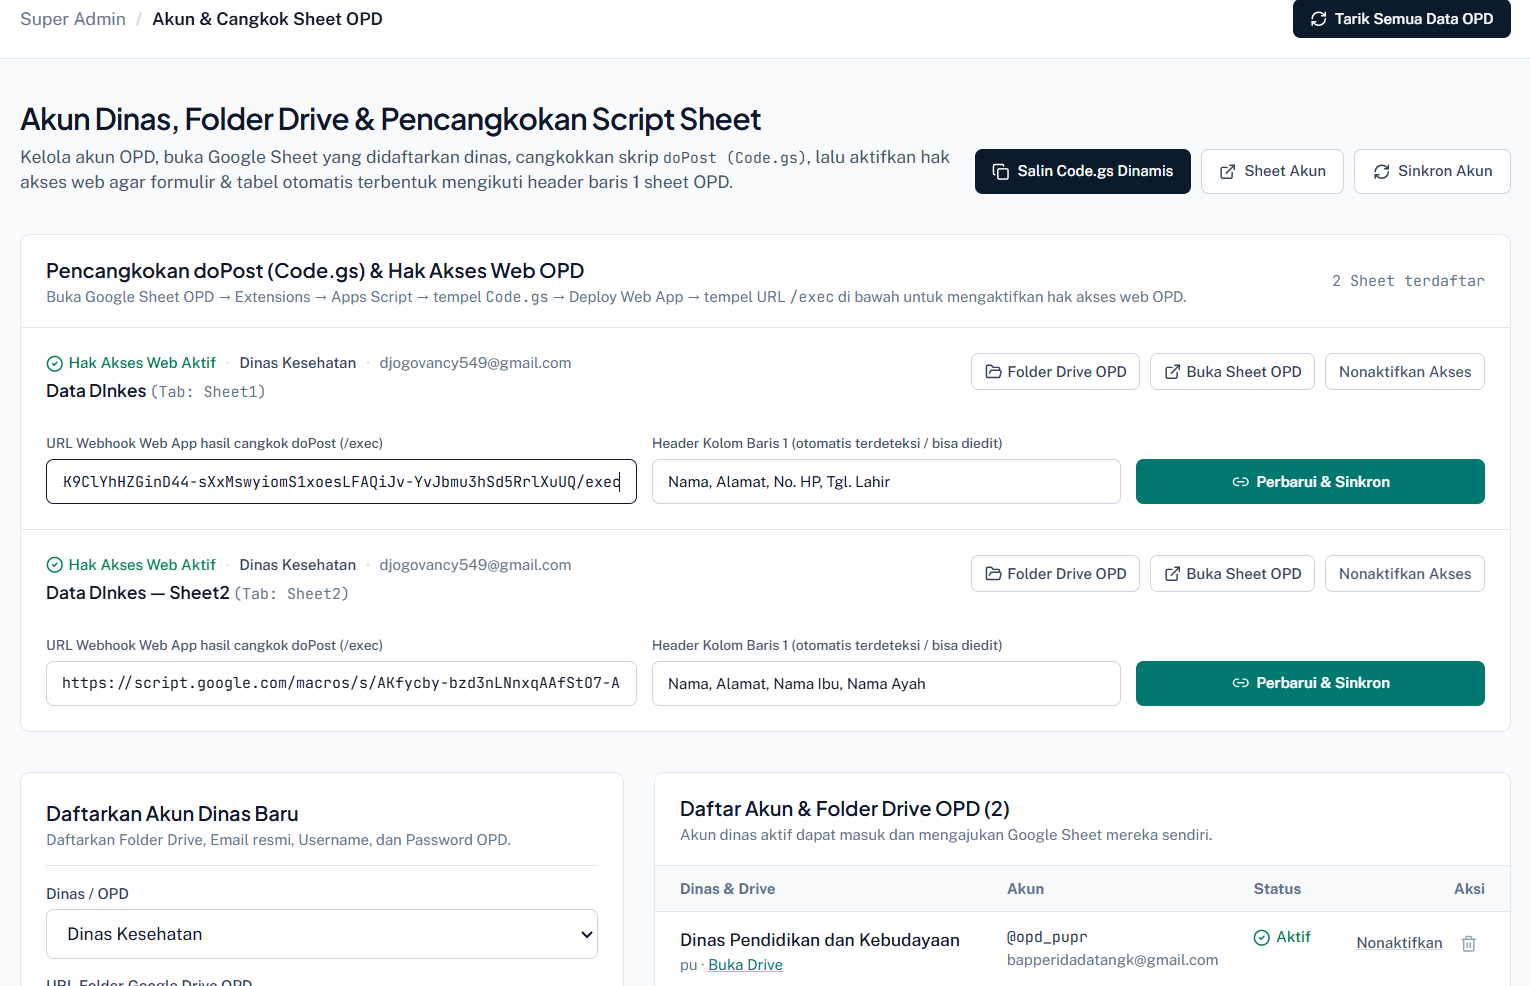 Super Admin / Akun & Cangkok Sheet OPD
Tarik Semua Data OPD
Akun Dinas, Folder Drive & Pencangkokan Script Sheet
Kelola akun OPD, buka Google Sheet yang didaftarkan dinas, cangkokkan skrip doPost (Code.gs), lalu aktifkan hak
akses web agar formulir & tabel otomatis terbentuk mengikuti header baris 1 sheet OPD.
Salin Code.gs Dinamis
Sheet Akun
Sinkron Akun
Pencangkokan doPost (Code.gs) & Hak Akses Web OPD
Buka Google Sheet OPD → Extensions → Apps Script → tempel Code.gs → Deploy Web App → tempel URL /exec di bawah untuk mengaktifkan hak akses web OPD.
2 Sheet terdaftar
Hak Akses Web Aktif · Dinas Kesehatan · djogovancy549@gmail.com
Data DInkes (Tab: Sheet1)
Folder Drive OPD
Buka Sheet OPD
Nonaktifkan Akses
URL Webhook Web App hasil cangkok doPost (/exec)
K9ClYhHZGinD44-sXxMswyiomS1xoesLFAQiJv-YvJbmu3hSd5RrlXuUQ/exec
Header Kolom Baris 1 (otomatis terdeteksi / bisa diedit)
Nama, Alamat, No. HP, Tgl. Lahir
Perbarui & Sinkron
Hak Akses Web Aktif · Dinas Kesehatan · djogovancy549@gmail.com
Data DInkes — Sheet2 (Tab: Sheet2)
Folder Drive OPD
Buka Sheet OPD
Nonaktifkan Akses
URL Webhook Web App hasil cangkok doPost (/exec)
https://script.google.com/macros/s/AKfycby-bzd3nLNnxqAAfStO7-A
Header Kolom Baris 1 (otomatis terdeteksi / bisa diedit)
Nama, Alamat, Nama Ibu, Nama Ayah
Perbarui & Sinkron
Daftarkan Akun Dinas Baru
Daftarkan Folder Drive, Email resmi, Username, dan Password OPD.
Dinas / OPD
Dinas Kesehatan
URL Folder Google Drive OPD
Daftar Akun & Folder Drive OPD (2)
Akun dinas aktif dapat masuk dan mengajukan Google Sheet mereka sendiri.
Dinas & Drive Akun Status Aksi
Dinas Pendidikan dan Kebudayaan
pu · Buka Drive
@opd_pupr
bapperidadatangk@gmail.com
Aktif
Nonaktifkan